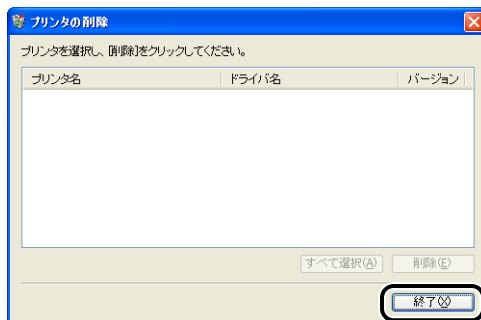 プリンタの削除
プリンタを選択し、[削除]をクリックしてください。
プリンタ名 ドライバ名 バージョン
すべて選択(A) 削除(E)
終了(X)